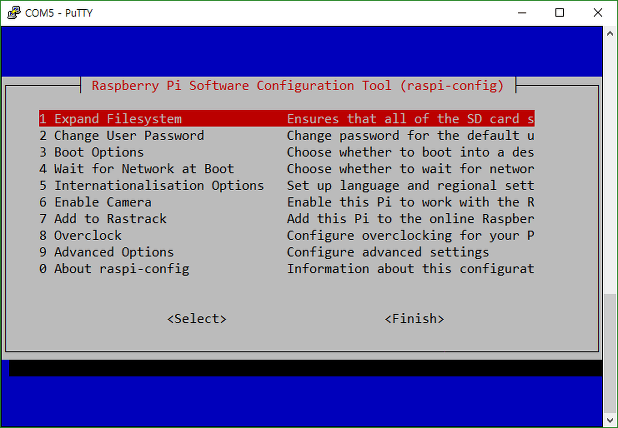 COM5 - PuTTY
Raspberry Pi Software Configuration Tool (raspi-config)
1 Expand Filesystem Ensures that all of the SD card s
2 Change User Password Change password for the default u
3 Boot Options Choose whether to boot into a des
4 Wait for Network at Boot Choose whether to wait for networ
5 Internationalisation Options Set up language and regional sett
6 Enable Camera Enable this Pi to work with the R
7 Add to Rastrack Add this Pi to the online Raspber
8 Overclock Configure overclocking for your P
9 Advanced Options Configure advanced settings
0 About raspi-config Information about this configurat
<Select> <Finish>